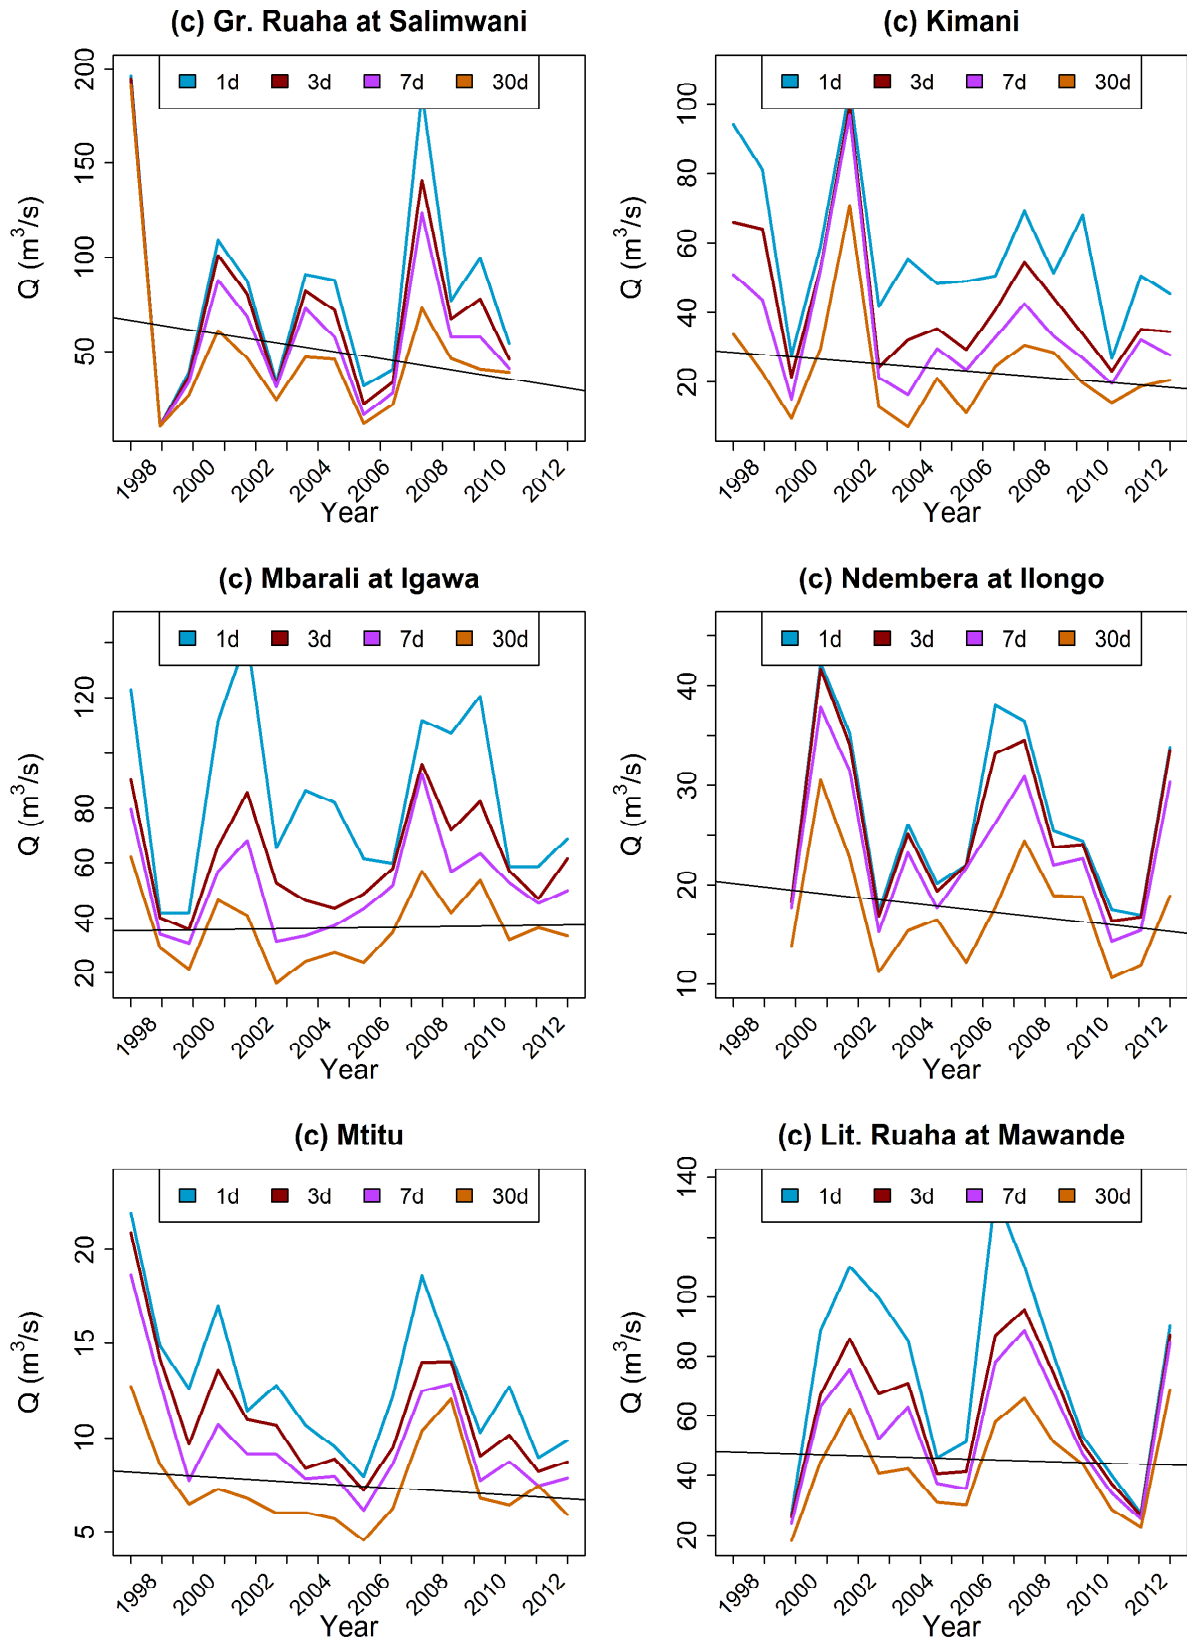 (c) Gr. Ruaha at Salimwani
1d 3d 7d 30d
Q (m³/s)
50 100 150 200
1998 2000 2002 2004 2006 2008 2010 2012
Year
(c) Kimani
1d 3d 7d 30d
Q (m³/s)
20 40 60 80 100
1998 2000 2002 2004 2006 2008 2010 2012
Year
(c) Mbarali at Igawa
1d 3d 7d 30d
Q (m³/s)
20 40 60 80 120
1998 2000 2002 2004 2006 2008 2010 2012
Year
(c) Ndembera at Ilongo
1d 3d 7d 30d
Q (m³/s)
10 20 30 40
1998 2000 2002 2004 2006 2008 2010 2012
Year
(c) Mtitu
1d 3d 7d 30d
Q (m³/s)
5 10 15 20
1998 2000 2002 2004 2006 2008 2010 2012
Year
(c) Lit. Ruaha at Mawande
1d 3d 7d 30d
Q (m³/s)
20 40 60 80 100 140
1998 2000 2002 2004 2006 2008 2010 2012
Year